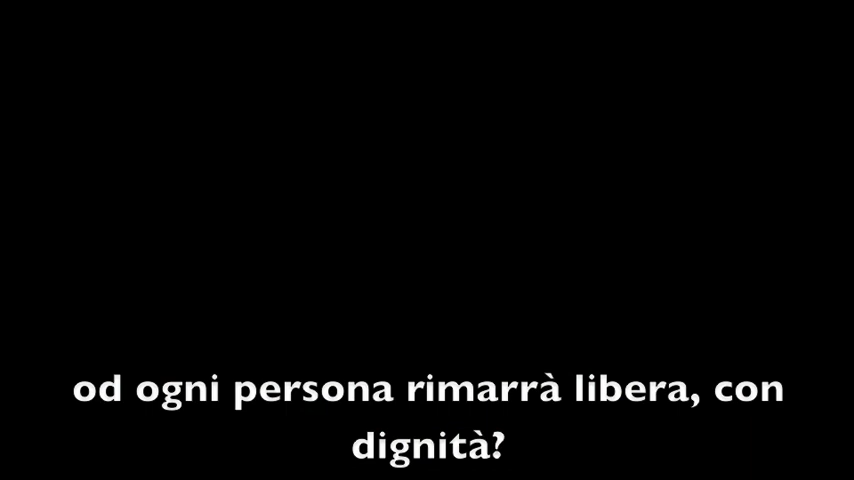 od ogni persona rimarrà libera, con
dignità?